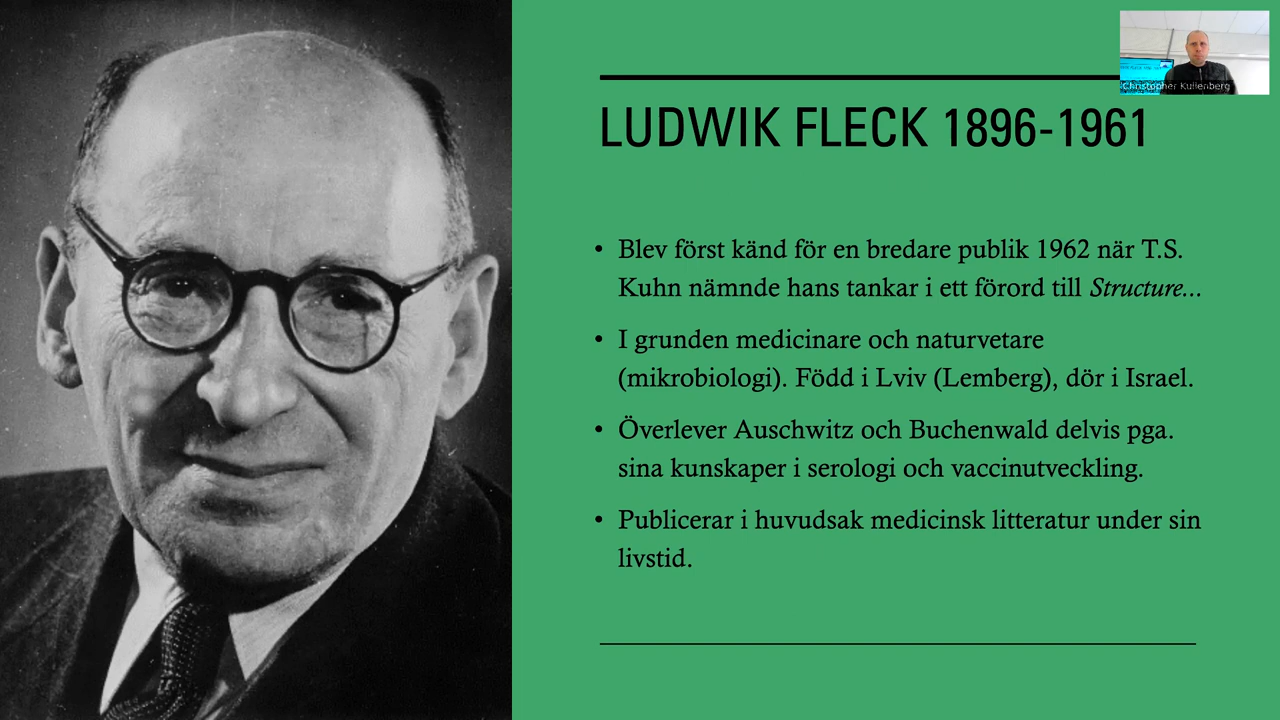 Christopher Kullenberg
LUDWIK FLECK 1896-1961
• Blev först känd för en bredare publik 1962 när T.S.
Kuhn nämnde hans tankar i ett förord till Structure...
• I grunden medicinare och naturvetare
(mikrobiologi). Född i Lviv (Lemberg), dör i Israel.
• Överlever Auschwitz och Buchenwald delvis pga.
sina kunskaper i serologi och vaccinutveckling.
• Publicerar i huvudsak medicinsk litteratur under sin
livstid.